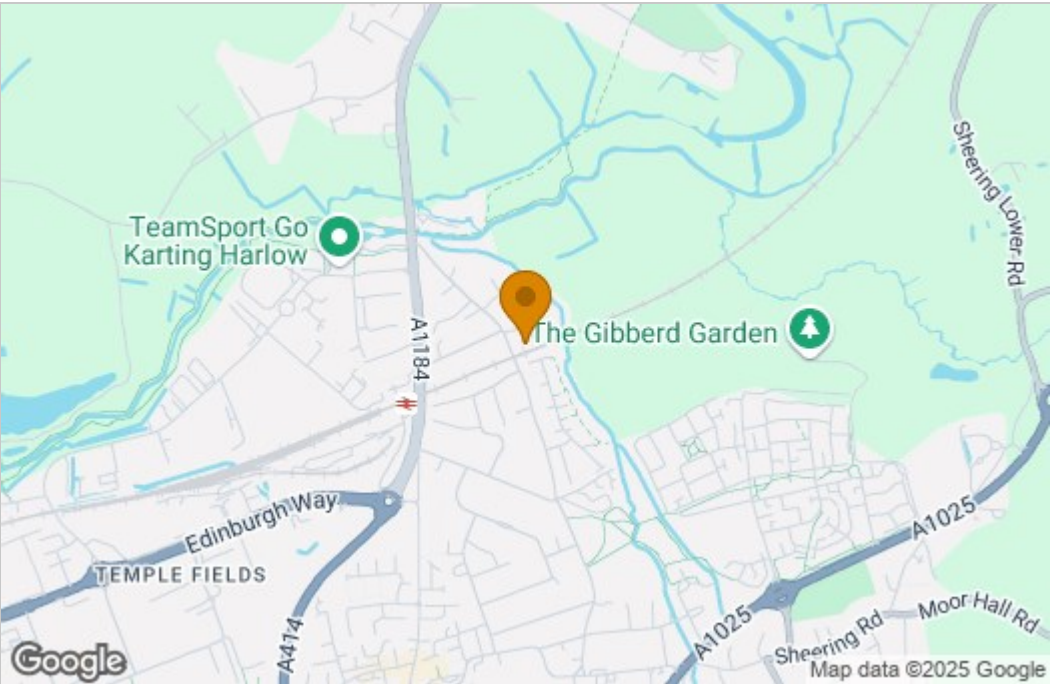 Sheering Lower Rd
TeamSport Go
Karting Harlow
A1184
The Gibberd Garden
Edinburgh Way
A1025
TEMPLE FIELDS
A414
A1025
Sheering Rd
Moor Hall Rd
Google
Map data ©2025 Google